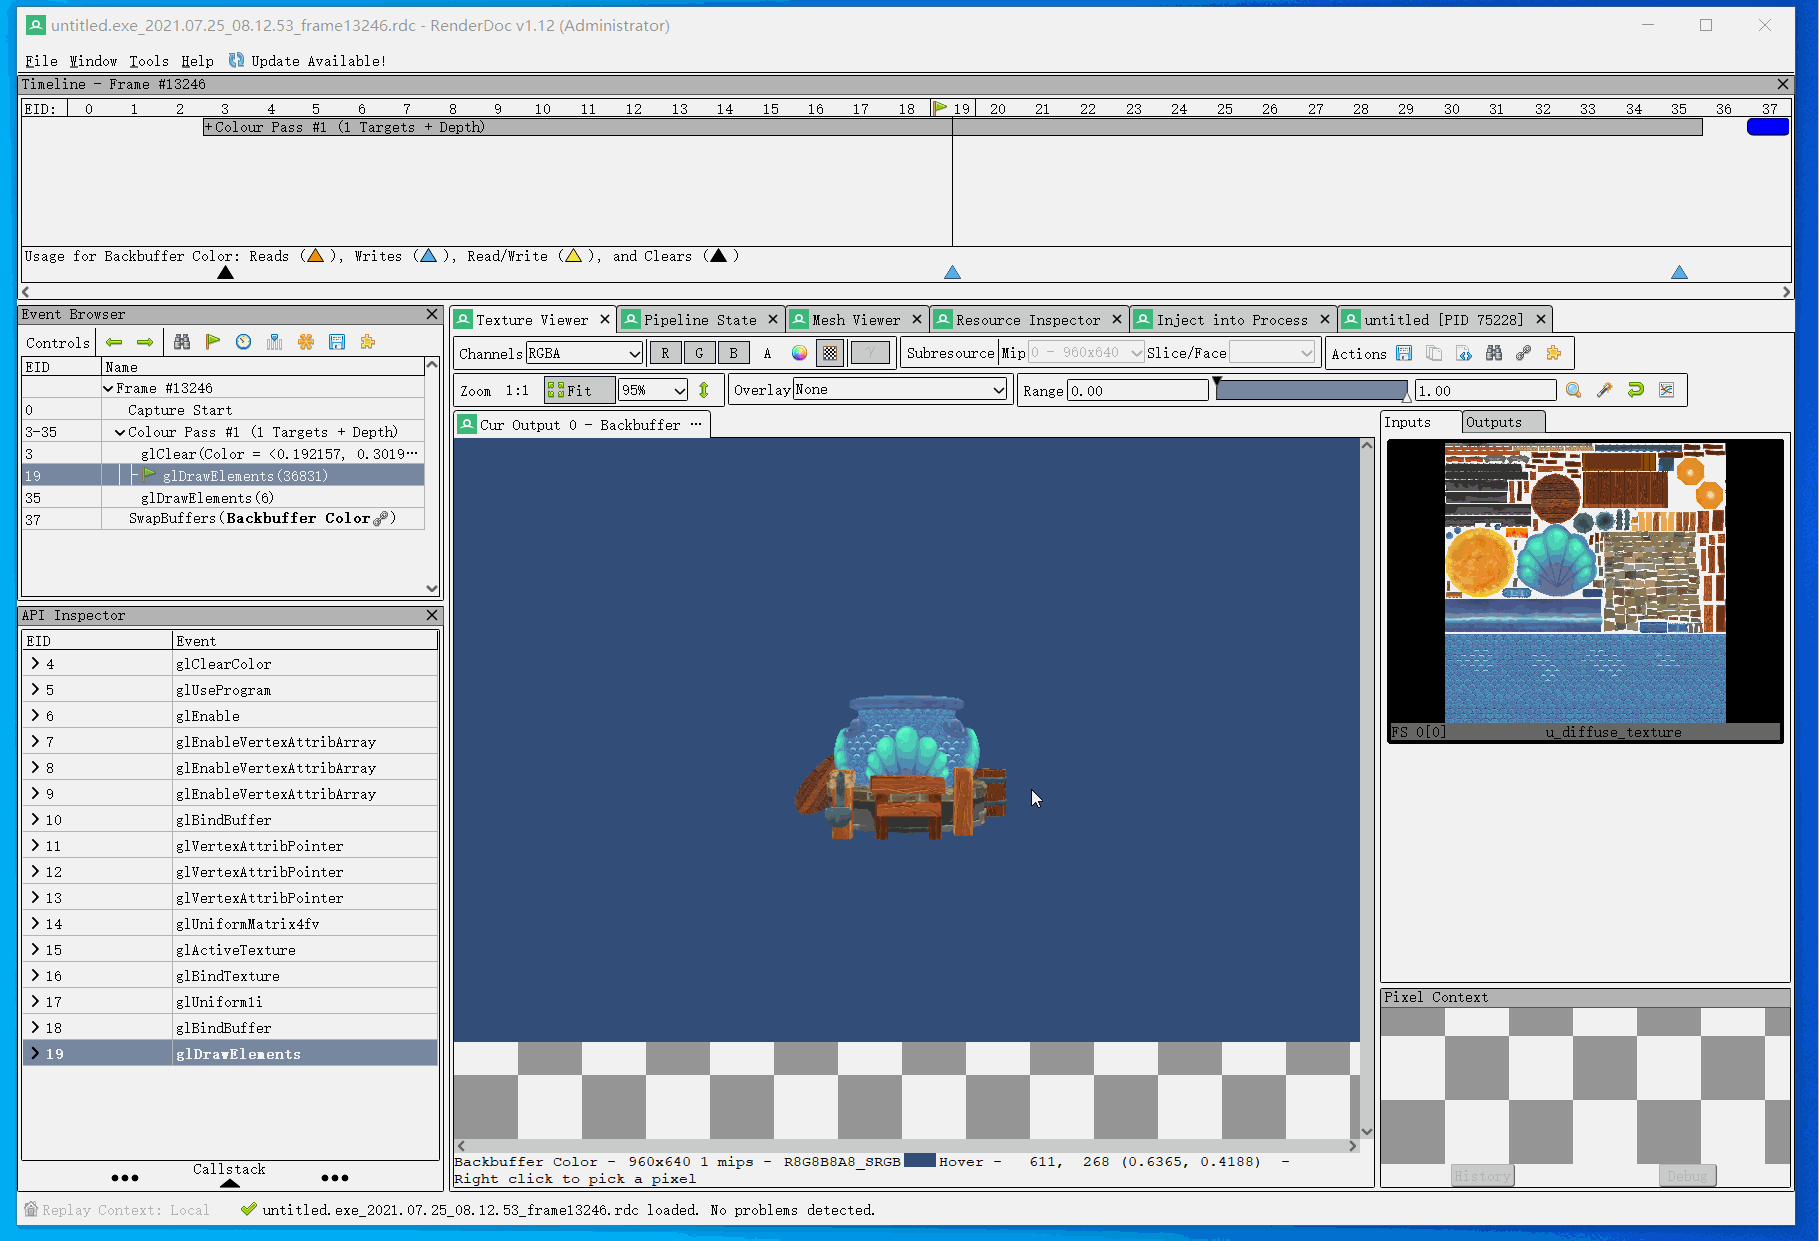 untitled.exe_2021.07.25_08.12.53_frame13246.rdc - RenderDoc v1.12 (Administrator)
File Window Tools Help Update Available!
Timeline - Frame #13246
EID: 0 1 2 3 4 5 6 7 8 9 10 11 12 13 14 15 16 17 18 19 20 21 22 23 24 25 26 27 28 29 30 31 32 33 34 35 36 37
+Colour Pass #1 (1 Targets + Depth)
Usage for Backbuffer Color: Reads ( ), Writes ( ), Read/Write ( ), and Clears ( )
Event Browser
Controls
EID Name
Frame #13246
0 Capture Start
3-35 Colour Pass #1 (1 Targets + Depth)
3 glClear(Color = <0.192157, 0.3019···
19 glDrawElements(36831)
35 glDrawElements(6)
37 SwapBuffers(Backbuffer Color)
API Inspector
EID Event
4 glClearColor
5 glUseProgram
6 glEnable
7 glEnableVertexAttribArray
8 glEnableVertexAttribArray
9 glEnableVertexAttribArray
10 glBindBuffer
11 glVertexAttribPointer
12 glVertexAttribPointer
13 glVertexAttribPointer
14 glUniformMatrix4fv
15 glActiveTexture
16 glBindTexture
17 glUniform1i
18 glBindBuffer
19 glDrawElements
Callstack
Texture Viewer Pipeline State Mesh Viewer Resource Inspector Inject into Process untitled [PID 75228]
Channels RGBA R G B A γ Subresource Mip 0 - 960x640 Slice/Face Actions
Zoom 1:1 Fit 95% Overlay None Range 0.00 1.00
Cur Output 0 - Backbuffer ···
Inputs Outputs
FS 0[0] u_diffuse_texture
Pixel Context
History Debug
Backbuffer Color - 960x640 1 mips - R8G8B8A8_SRGB Hover - 611, 268 (0.6365, 0.4188) -
Right click to pick a pixel
Replay Context: Local untitled.exe_2021.07.25_08.12.53_frame13246.rdc loaded. No problems detected.